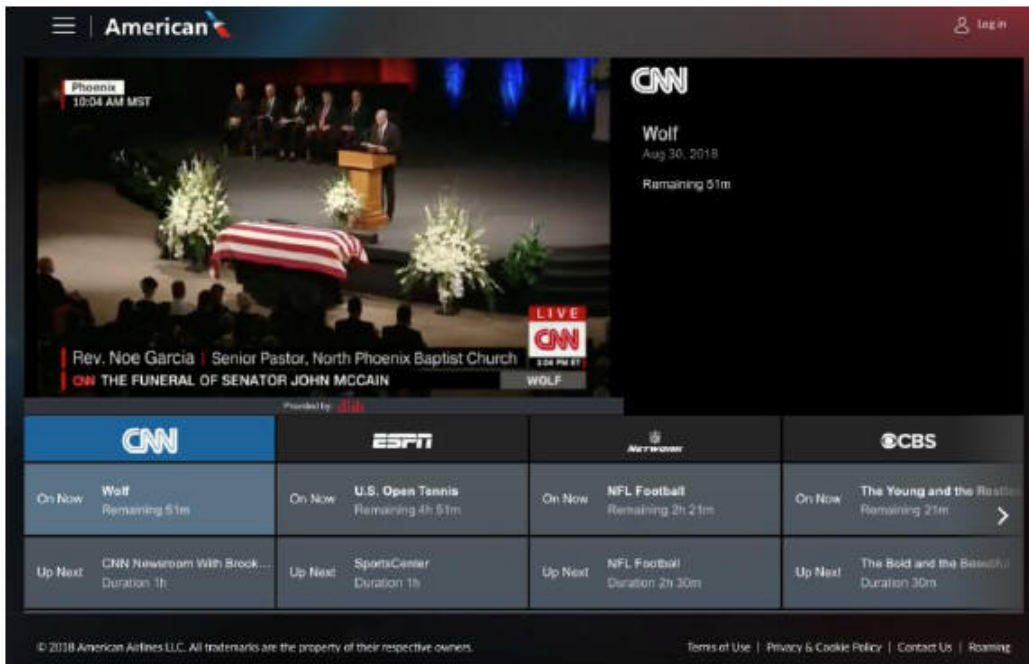 American
Log in
Phoenix
10:04 AM MST
CNN
Wolf
Aug 30, 2018
Remaining 51m
LIVE
CNN
Rev. Noe Garcia | Senior Pastor, North Phoenix Baptist Church
CNN THE FUNERAL OF SENATOR JOHN MCCAIN
WOLF
Provided by: dish
CNN
ESPN
NFL NETWORK
CBS
On Now
Wolf
Remaining 51m
On Now
U.S. Open Tennis
Remaining 4h 51m
On Now
NFL Football
Remaining 2h 21m
On Now
The Young and the Restles
Remaining 21m
Up Next
CNN Newsroom With Brook...
Duration 1h
Up Next
SportsCenter
Duration 1h
Up Next
NFL Football
Duration 2h 30m
Up Next
The Bold and the Beautiful
Duration 30m
© 2018 American Airlines LLC. All trademarks are the property of their respective owners.
Terms of Use | Privacy & Cookie Policy | Contact Us | Roaming